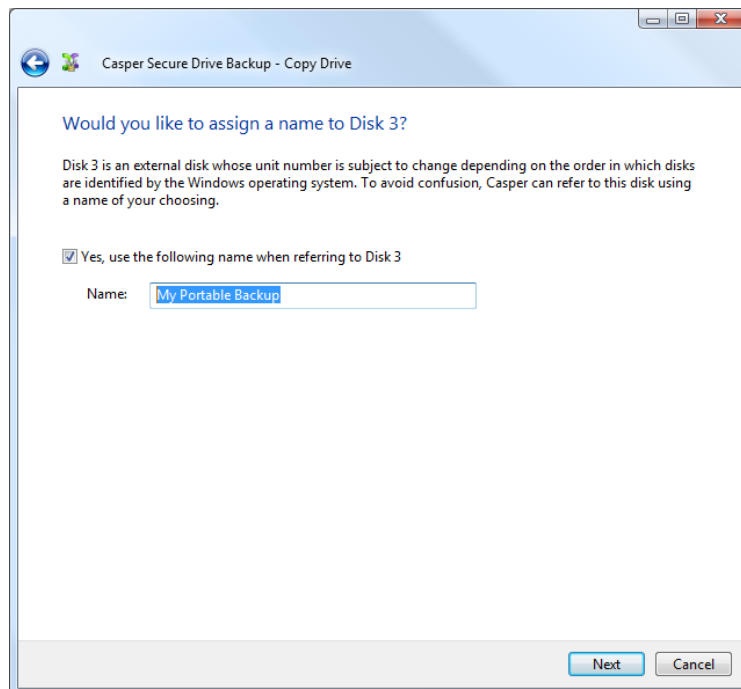 Casper Secure Drive Backup - Copy Drive
Would you like to assign a name to Disk 3?
Disk 3 is an external disk whose unit number is subject to change depending on the order in which disks
are identified by the Windows operating system. To avoid confusion, Casper can refer to this disk using
a name of your choosing.
Yes, use the following name when referring to Disk 3
Name: My Portable Backup
Next Cancel